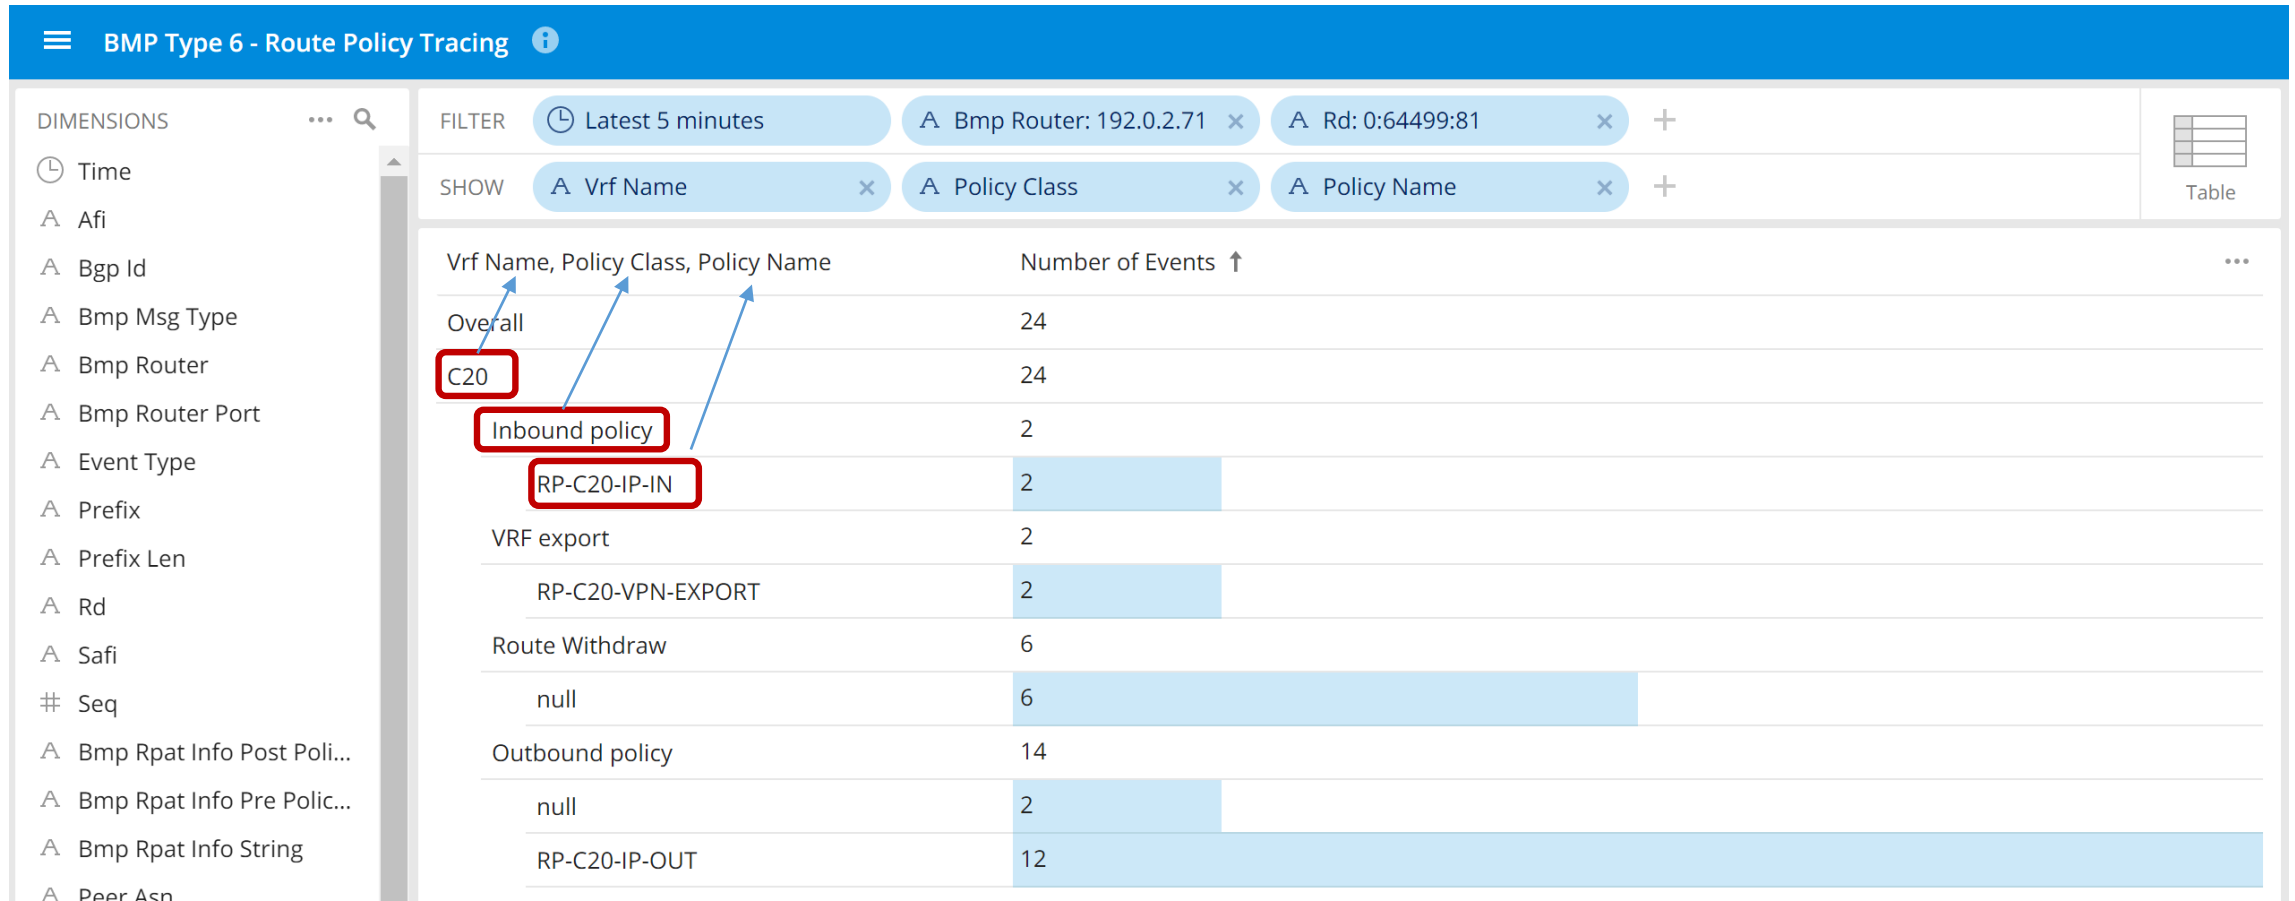 BMP Type 6 - Route Policy Tracing
DIMENSIONS
Time
Afi
Bgp Id
Bmp Msg Type
Bmp Router
Bmp Router Port
Event Type
Prefix
Prefix Len
Rd
Safi
Seq
Bmp Rpat Info Post Poli...
Bmp Rpat Info Pre Polic...
Bmp Rpat Info String
Peer Asn
FILTER Latest 5 minutes Bmp Router: 192.0.2.71 Rd: 0:64499:81
SHOW Vrf Name Policy Class Policy Name
Table
Vrf Name, Policy Class, Policy Name Number of Events
Overall 24
C20 24
Inbound policy 2
RP-C20-IP-IN 2
VRF export 2
RP-C20-VPN-EXPORT 2
Route Withdraw 6
null 6
Outbound policy 14
null 2
RP-C20-IP-OUT 12